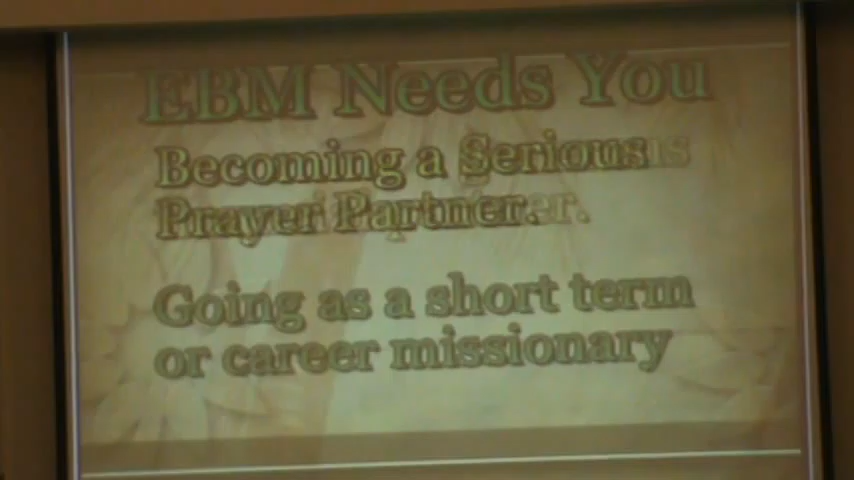 EBM Needs You
Becoming a Serious
Prayer Partner.
Going as a short term
or career missionary